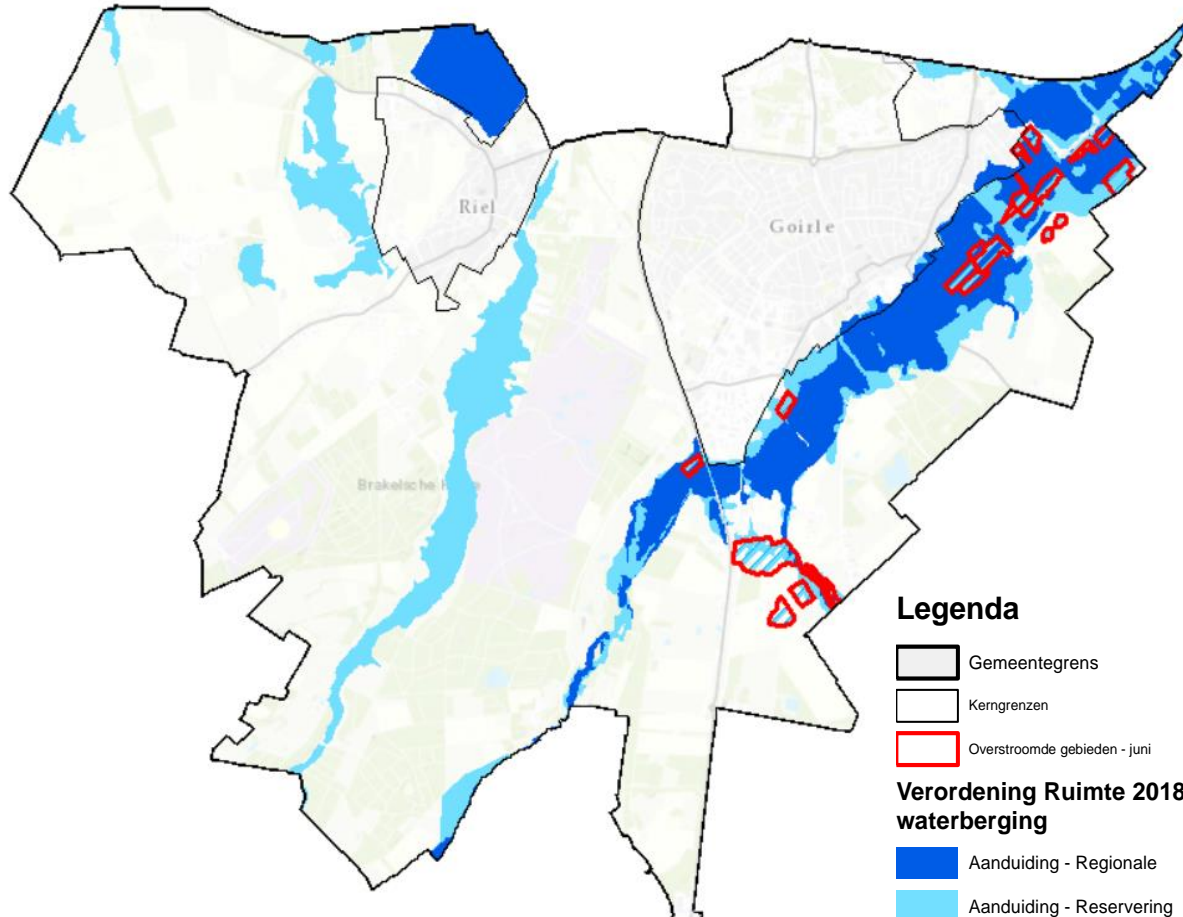 Riel
Goirle
Brakelsche
Legenda
Gemeentegrens
Kerngrenzen
Overstroomde gebieden - juni
Verordening Ruimte 2018
waterberging
Aanduiding - Regionale
Aanduiding - Reservering